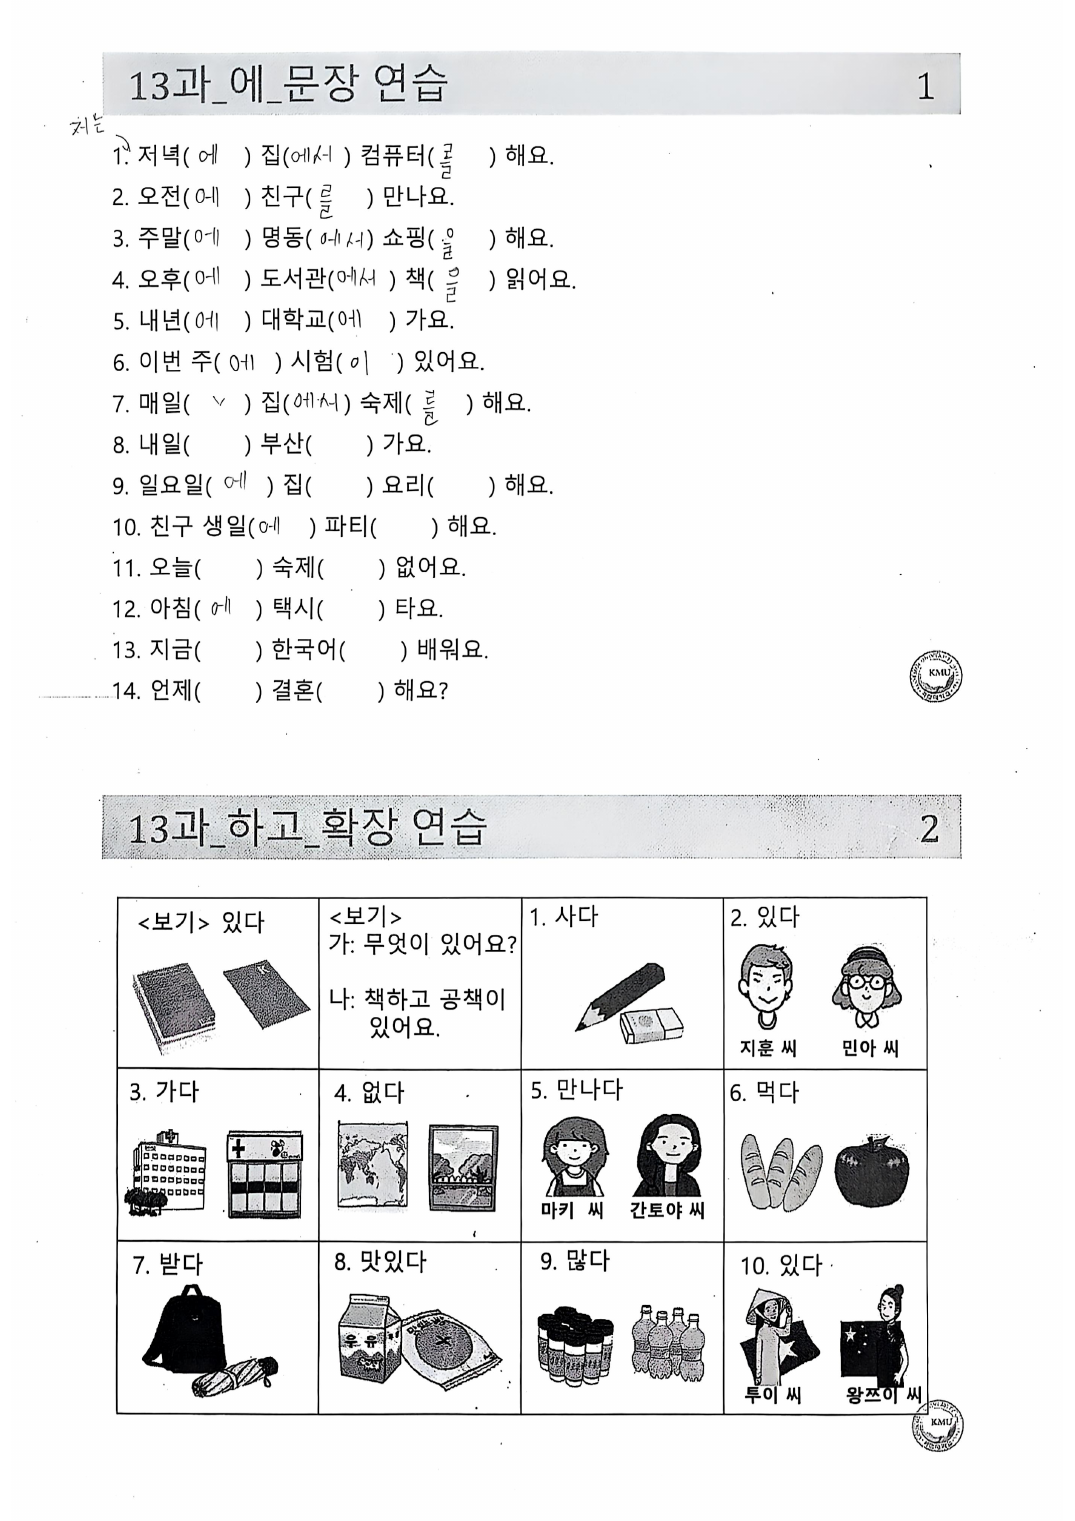 13과_에_문장 연습 1
저는
1. 저녁( 에 ) 집(에서 ) 컴퓨터(를 ) 해요.
2. 오전(에 ) 친구(를 ) 만나요.
3. 주말(에 ) 명동(에서) 쇼핑(을 ) 해요.
4. 오후(에 ) 도서관(에서 ) 책( 을 ) 읽어요.
5. 내년(에 ) 대학교(에 ) 가요.
6. 이번 주( 에 ) 시험( 이 ) 있어요.
7. 매일( ∨ ) 집(에서) 숙제( 를 ) 해요.
8. 내일( ) 부산( ) 가요.
9. 일요일( 에 ) 집( ) 요리( ) 해요.
10. 친구 생일(에 ) 파티( ) 해요.
11. 오늘( ) 숙제( ) 없어요.
12. 아침( 에 ) 택시( ) 타요.
13. 지금( ) 한국어( ) 배워요.
14. 언제( ) 결혼( ) 해요?
KMU
13과_하고_확장 연습 2
<보기> 있다
K
<보기>
가: 무엇이 있어요?
나: 책하고 공책이
있어요.
1. 사다
2. 있다
지훈 씨 민아 씨
3. 가다
4. 없다
5. 만나다
마키 씨 간토야 씨
6. 먹다
7. 받다
8. 맛있다
우유
9. 많다
10. 있다
투이 씨 왕쯔이 씨
KMU